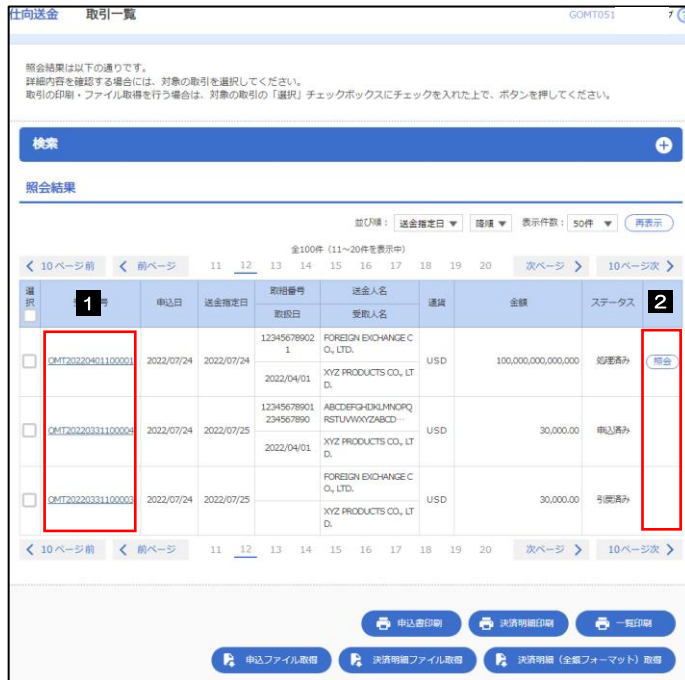 仕向送金 取引一覧 GOMT051
照会結果は以下の通りです。
詳細内容を確認する場合には、対象の取引を選択してください。
取引の印刷・ファイル取得を行う場合は、対象の取引の「選択」チェックボックスにチェックを入れた上で、ボタンを押してください。
検索
照会結果
並び順: 送金指定日 ▼ 降順 ▼ 表示件数: 50件 ▼ 再表示
全100件(11~20件を表示中)
10ページ前 前ページ 11 12 13 14 15 16 17 18 19 20 次ページ 10ページ次
選択 1 号 申込日 送金指定日 取組番号 送金人名 通貨 金額 ステータス 2
取扱日 受取人名
OMT20220401100001 2022/07/24 2022/07/24 12345678902 FOREIGN EXCHANGE C USD 100,000,000,000,000 処理済み 照会
1 O., LTD.
2022/04/01 XYZ PRODUCTS CO., LT
D.
OMT20220331100004 2022/07/24 2022/07/25 12345678901 ABCDEFGHIJKLMNOPQ USD 30,000.00 申込済み
234567890 RSTUVWXYZABCD…
2022/04/01 XYZ PRODUCTS CO., LT
D.
OMT20220331100003 2022/07/24 2022/07/25 FOREIGN EXCHANGE C USD 30,000.00 引戻済み
O., LTD.
XYZ PRODUCTS CO., LT
D.
10ページ前 前ページ 11 12 13 14 15 16 17 18 19 20 次ページ 10ページ次
申込書印刷 決済明細印刷 一覧印刷
申込ファイル取得 決済明細ファイル取得 決済明細(全銀フォーマット)取得